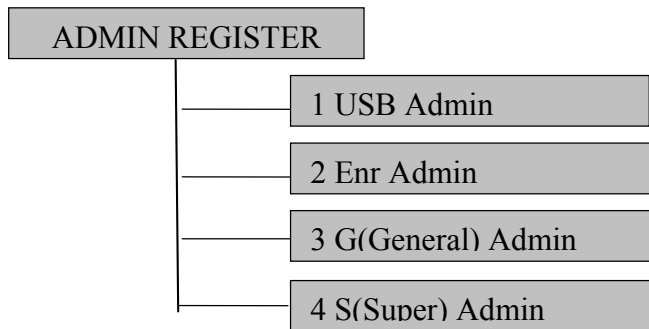 ADMIN REGISTER
1 USB Admin
2 Enr Admin
3 G(General) Admin
4 S(Super) Admin